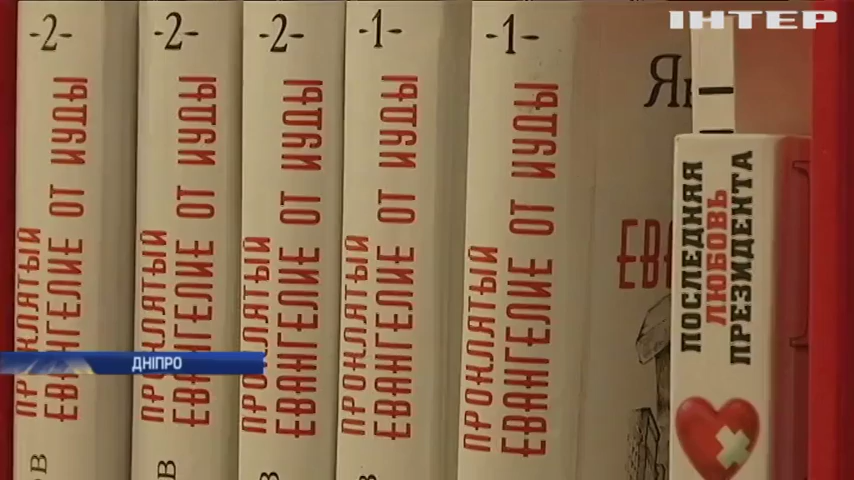 ІНТЕР
-2-
ПРОКЛЯТЫЙ
ЕВАНГЕЛИЕ ОТ ИУДЫ
-2-
ПРОКЛЯТЫЙ
ЕВАНГЕЛИЕ ОТ ИУДЫ
-2-
ПРОКЛЯТЫЙ
ЕВАНГЕЛИЕ ОТ ИУДЫ
-1-
ПРОКЛЯТЫЙ
ЕВАНГЕЛИЕ ОТ ИУДЫ
-1-
ПРОКЛЯТЫЙ
ЕВАНГЕЛИЕ ОТ ИУДЫ
ПОСЛЕДНЯЯ
ЛЮБОВЬ
ПРЕЗИДЕНТА
ДНІПРО